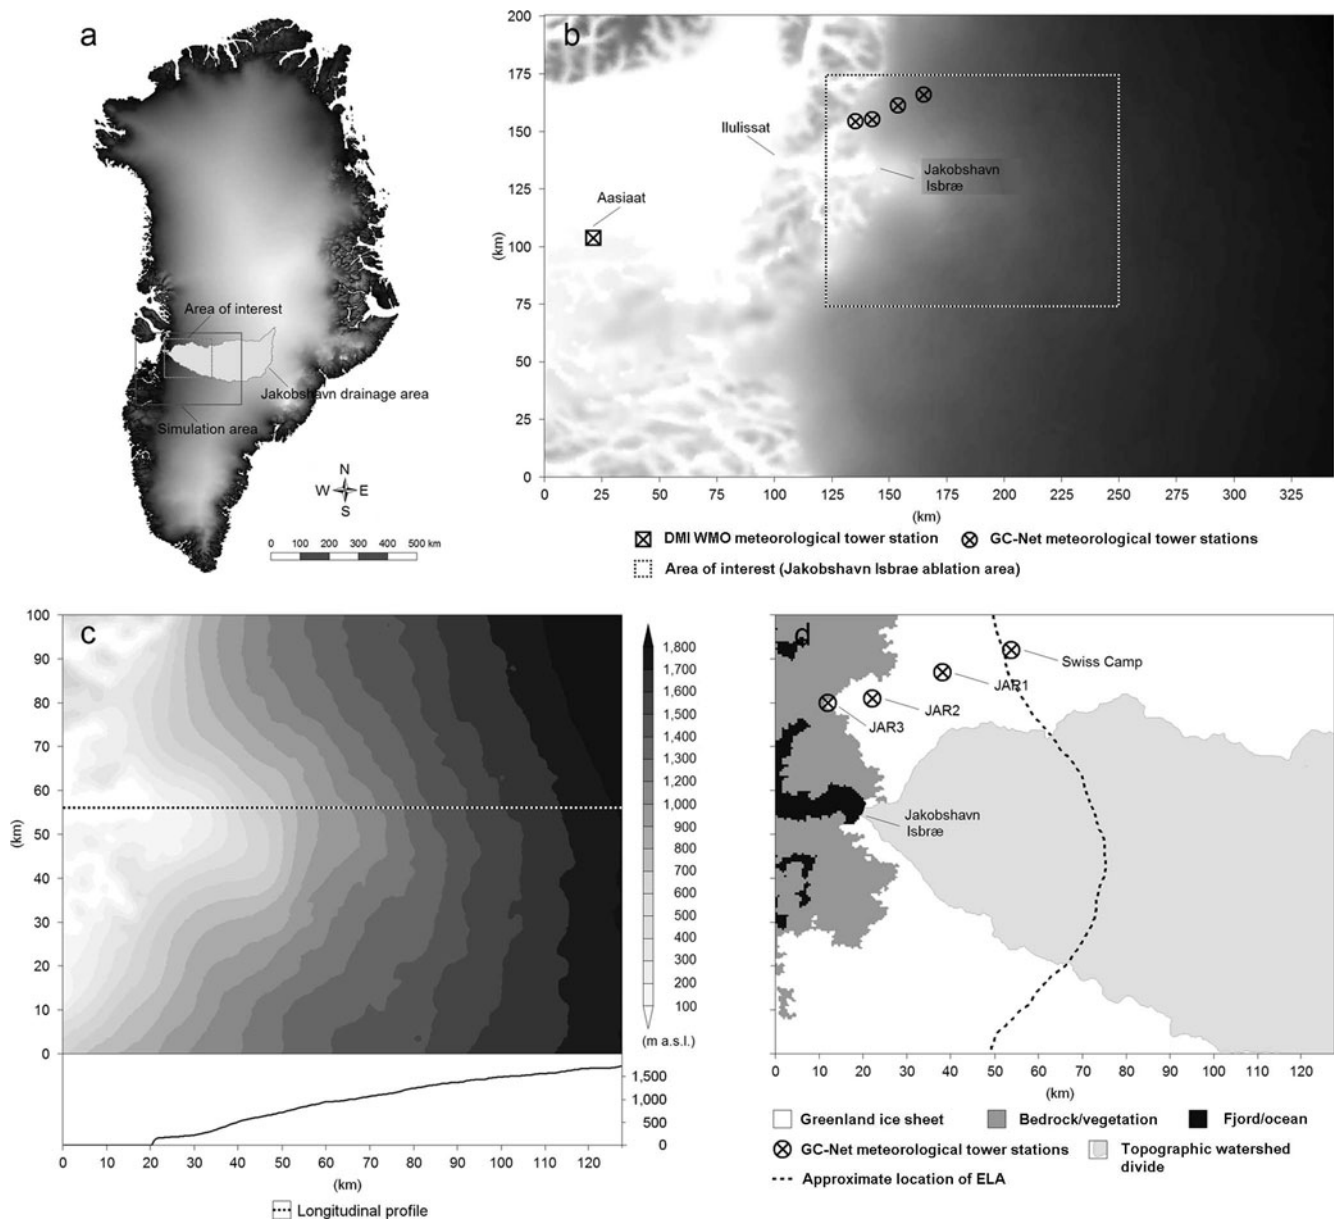 a
Area of interest
Jakobshavn drainage area
Simulation area
N
W E
S
0 100 200 300 400 500 km
b
200
175
150
125
100
75
50
25
0
(km)
Ilulissat
Aasiaat
Jakobshavn
Isbræ
0 25 50 75 100 125 150 175 200 225 250 275 300 325
(km)
DMI WMO meteorological tower station
GC-Net meteorological tower stations
Area of interest (Jakobshavn Isbrae ablation area)
c
100
90
80
70
60
50
40
30
20
10
0
(km)
1,800
1,700
1,600
1,500
1,400
1,300
1,200
1,000
900
800
700
600
500
400
300
200
100
(m a.s.l.)
1,500
1,000
500
0
0 10 20 30 40 50 60 70 80 90 100 110 120
(km)
Longitudinal profile
d
Swiss Camp
JAR1
JAR2
JAR3
Jakobshavn
Isbræ
0 10 20 30 40 50 60 70 80 90 100 110 120
(km)
Greenland ice sheet
Bedrock/vegetation
Fjord/ocean
GC-Net meteorological tower stations
Topographic watershed
divide
Approximate location of ELA